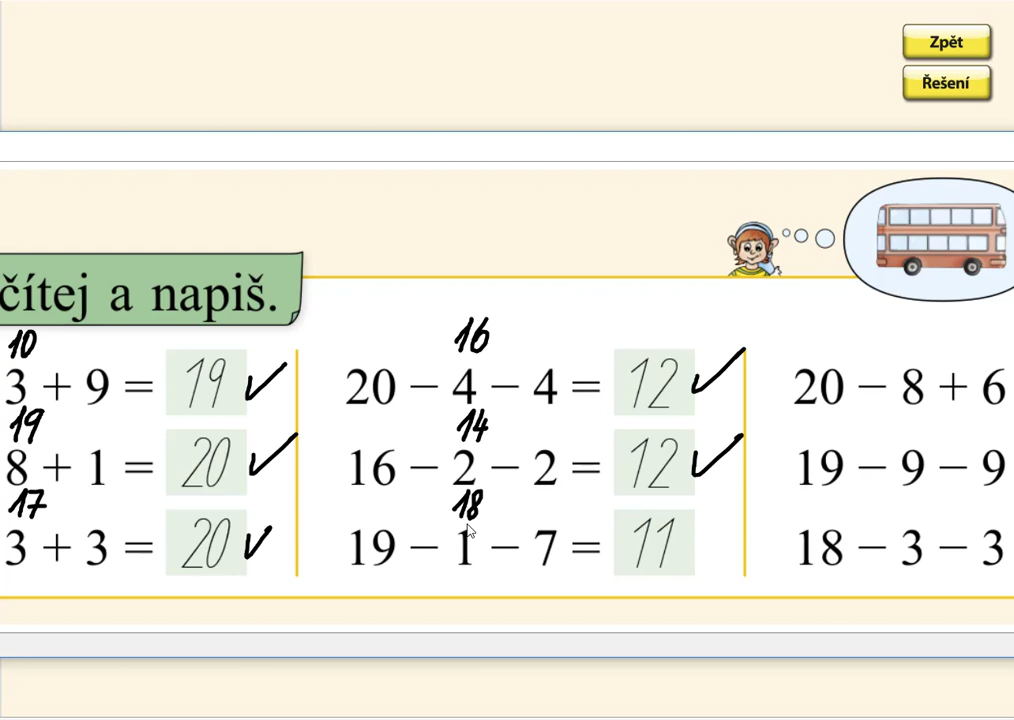 Zpět
Řešení
čítej a napiš.
10
3 + 9 = 19 ✓
19
8 + 1 = 20 ✓
17
3 + 3 = 20 ✓
16
20 − 4 − 4 = 12 ✓
14
16 − 2 − 2 = 12 ✓
18
19 − 1 − 7 = 11
20 − 8 + 6
19 − 9 − 9
18 − 3 − 3